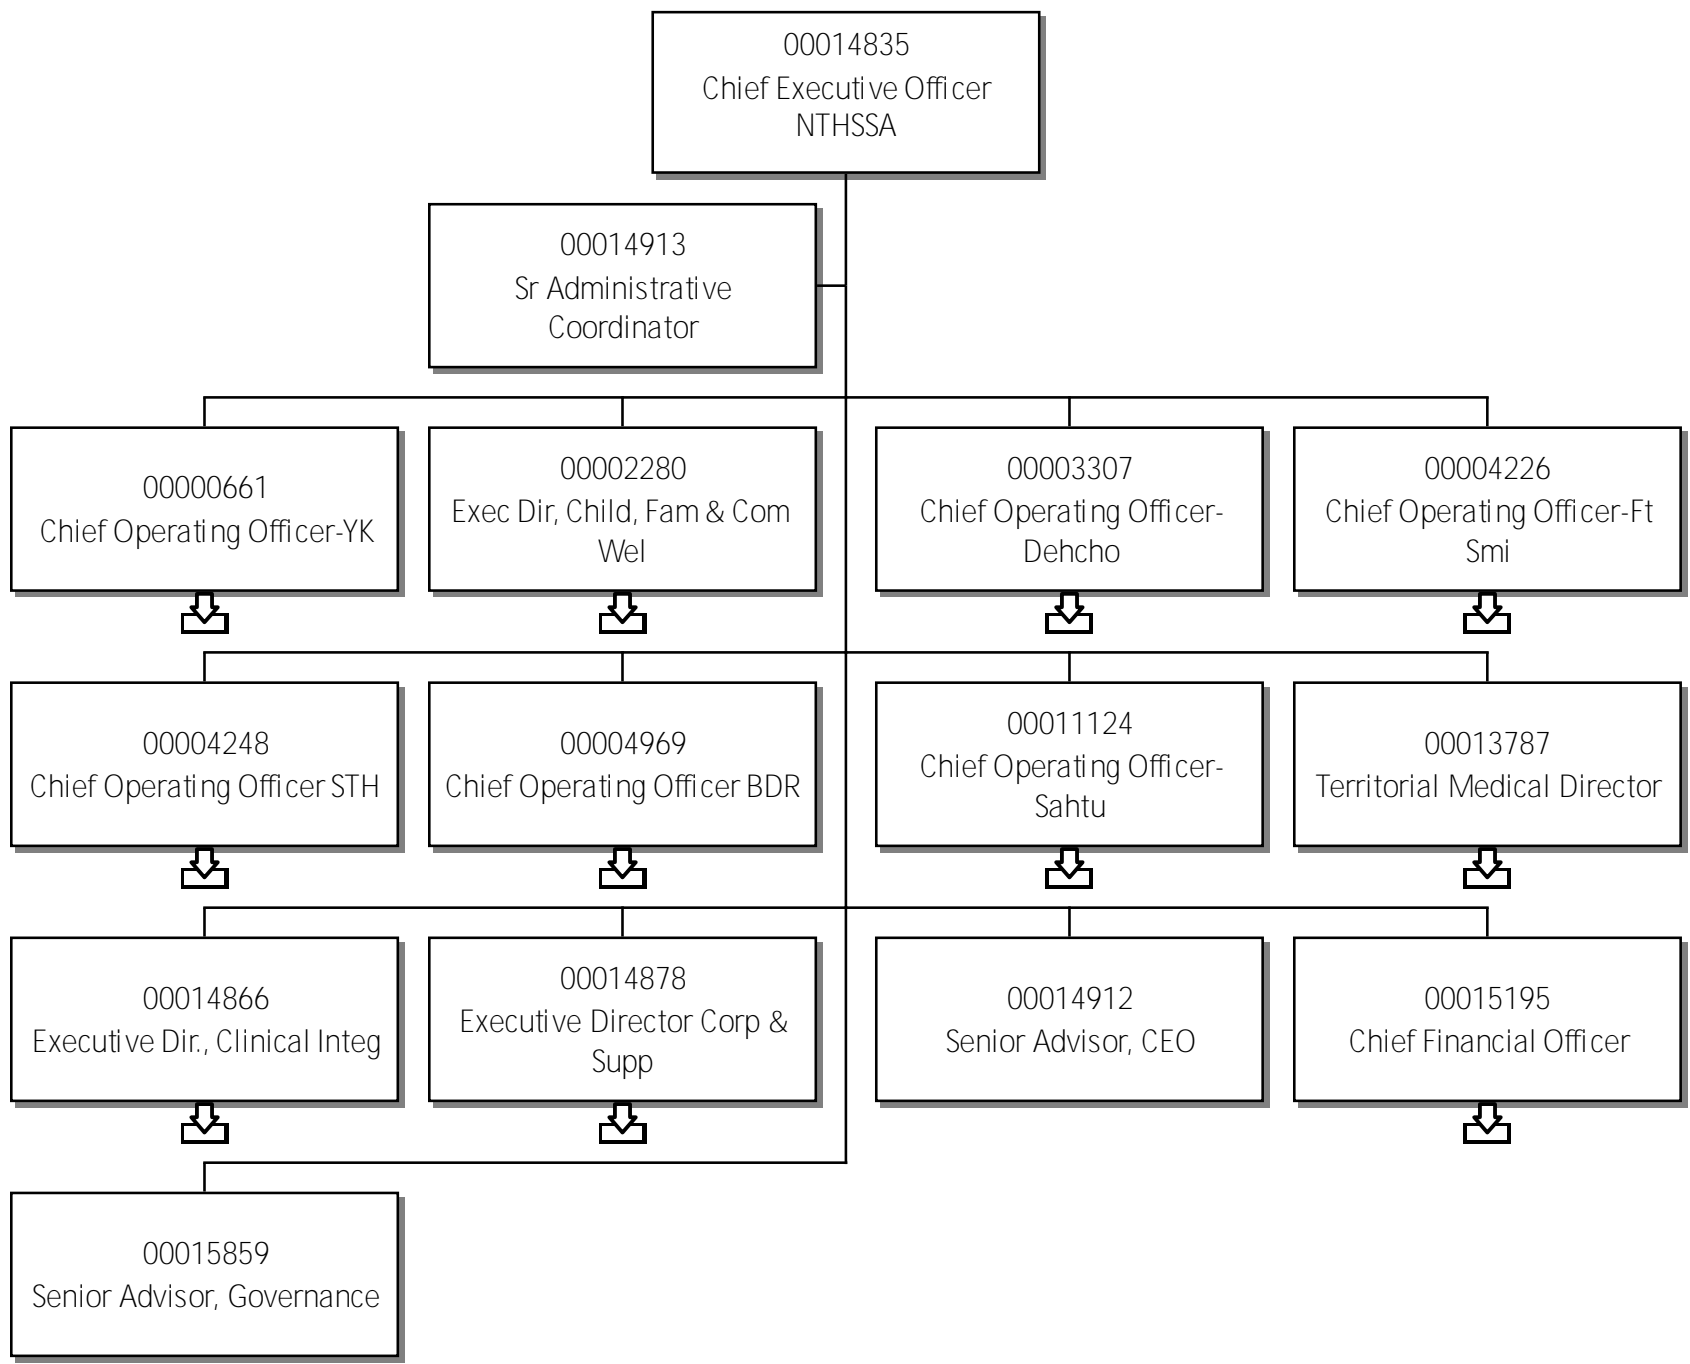 00014835
Chief Executive Officer
NTHSSA
00014913
Sr Administrative
Coordinator
00000661
Chief Operating Officer-YK
00002280
Exec Dir, Child, Fam & Com
Wel
00003307
Chief Operating Officer-
Dehcho
00004226
Chief Operating Officer-Ft
Smi
00004248
Chief Operating Officer STH
00004969
Chief Operating Officer BDR
00011124
Chief Operating Officer-
Sahtu
00013787
Territorial Medical Director
00014866
Executive Dir., Clinical Integ
00014878
Executive Director Corp &
Supp
00014912
Senior Advisor, CEO
00015195
Chief Financial Officer
00015859
Senior Advisor, Governance